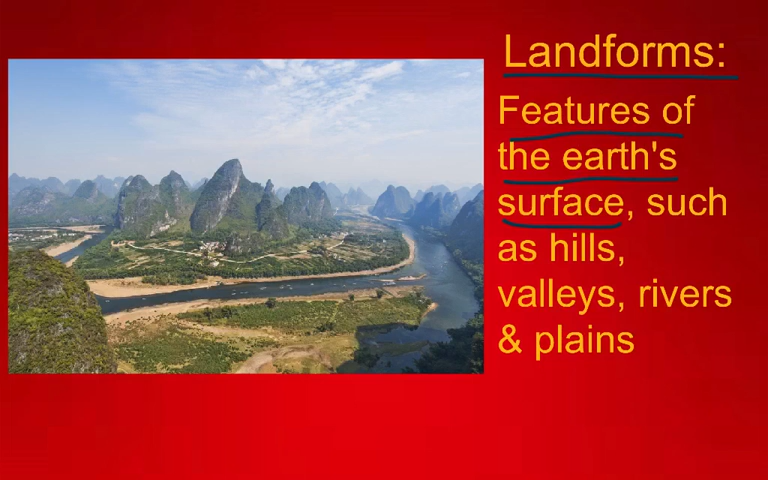 Landforms:
Features of
the earth's
surface, such
as hills,
valleys, rivers
& plains